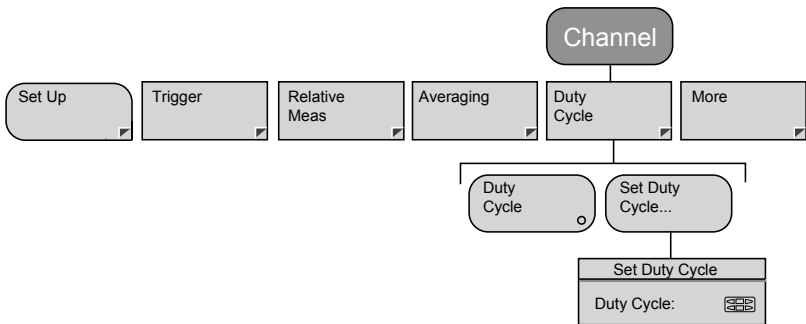 Channel
Set Up
Trigger
Relative
Meas
Averaging
Duty
Cycle
More
Duty
Cycle
Set Duty
Cycle...
Set Duty Cycle
Duty Cycle: